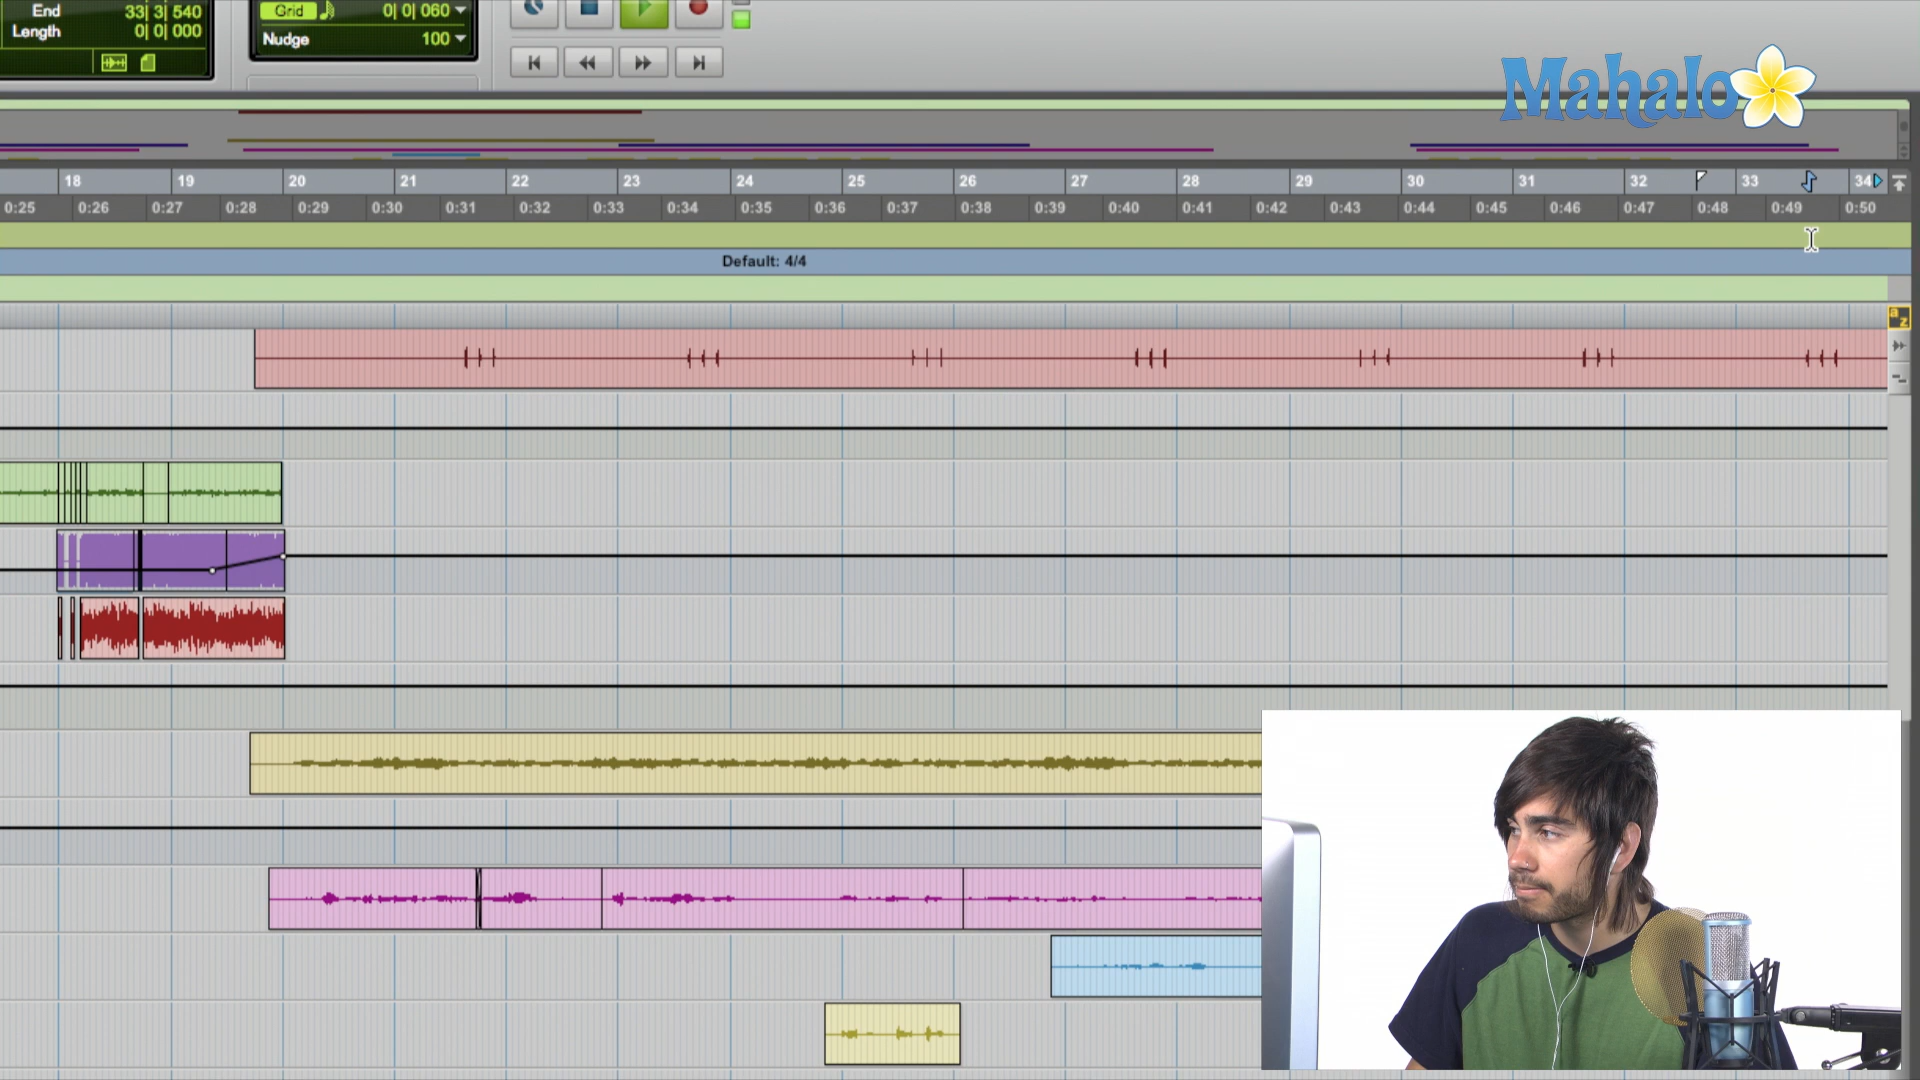 End 33| 3| 540
Length 0| 0| 000
Grid 0| 0| 060
Nudge 100
Mahalo
18 19 20 21 22 23 24 25 26 27 28 29 30 31 32 33 34
0:25 0:26 0:27 0:28 0:29 0:30 0:31 0:32 0:33 0:34 0:35 0:36 0:37 0:38 0:39 0:40 0:41 0:42 0:43 0:44 0:45 0:46 0:47 0:48 0:49 0:50
Default: 4/4
a z